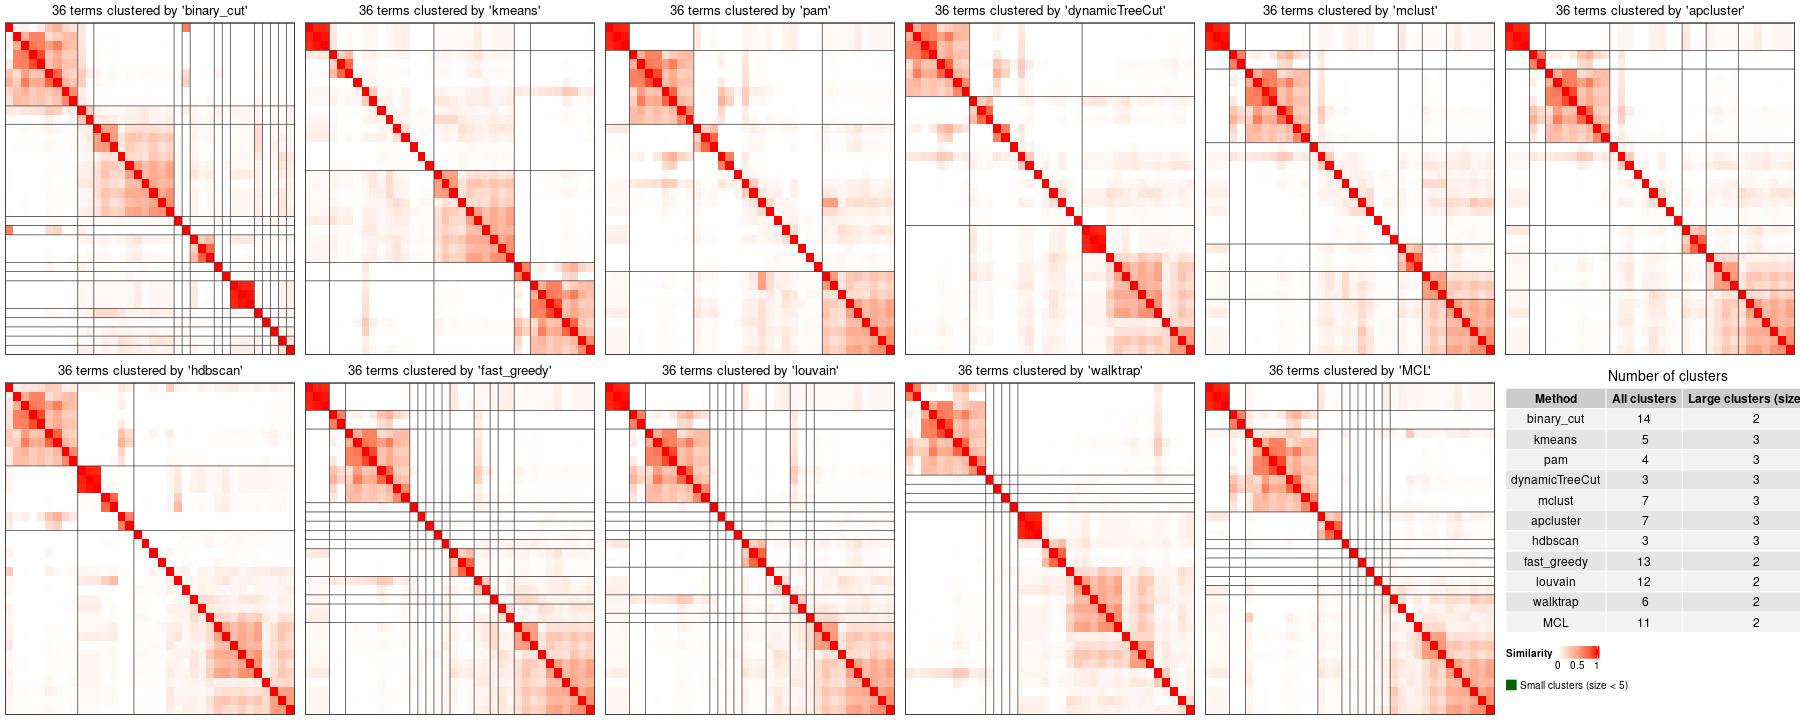 36 terms clustered by 'binary_cut'
36 terms clustered by 'kmeans'
36 terms clustered by 'pam'
36 terms clustered by 'dynamicTreeCut'
36 terms clustered by 'mclust'
36 terms clustered by 'apcluster'
36 terms clustered by 'hdbscan'
36 terms clustered by 'fast_greedy'
36 terms clustered by 'louvain'
36 terms clustered by 'walktrap'
36 terms clustered by 'MCL'
Number of clusters
Method All clusters Large clusters (size
binary_cut 14 2
kmeans 5 3
pam 4 3
dynamicTreeCut 3 3
mclust 7 3
apcluster 7 3
hdbscan 3 3
fast_greedy 13 2
louvain 12 2
walktrap 6 2
MCL 11 2
Similarity
0 0.5 1
Small clusters (size < 5)